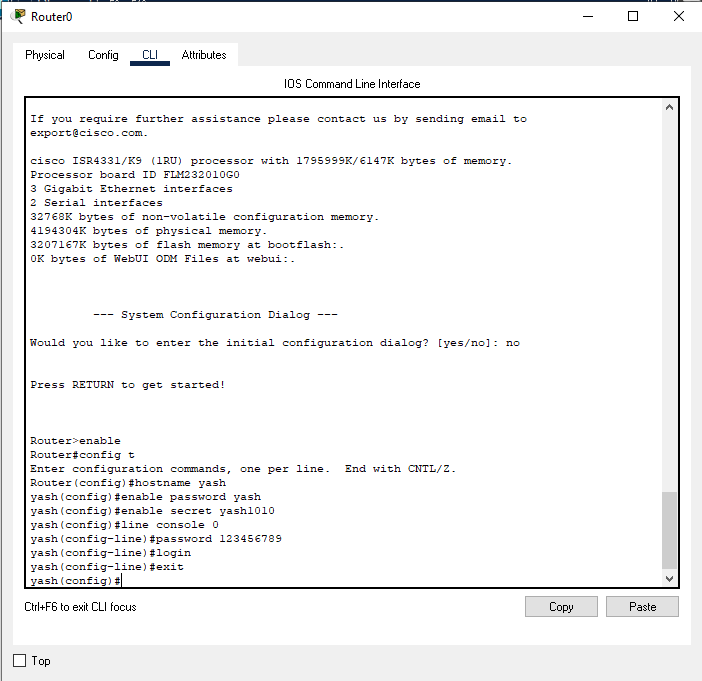 Router0
Physical Config CLI Attributes
IOS Command Line Interface
If you require further assistance please contact us by sending email to
export@cisco.com.
cisco ISR4331/K9 (1RU) processor with 1795999K/6147K bytes of memory.
Processor board ID FLM232010G0
3 Gigabit Ethernet interfaces
2 Serial interfaces
32768K bytes of non-volatile configuration memory.
4194304K bytes of physical memory.
3207167K bytes of flash memory at bootflash:.
0K bytes of WebUI ODM Files at webui:.
--- System Configuration Dialog ---
Would you like to enter the initial configuration dialog? [yes/no]: no
Press RETURN to get started!
Router>enable
Router#config t
Enter configuration commands, one per line.  End with CNTL/Z.
Router(config)#hostname yash
yash(config)#enable password yash
yash(config)#enable secret yash1010
yash(config)#line console 0
yash(config-line)#password 123456789
yash(config-line)#login
yash(config-line)#exit
yash(config)#
Ctrl+F6 to exit CLI focus
Copy Paste
Top